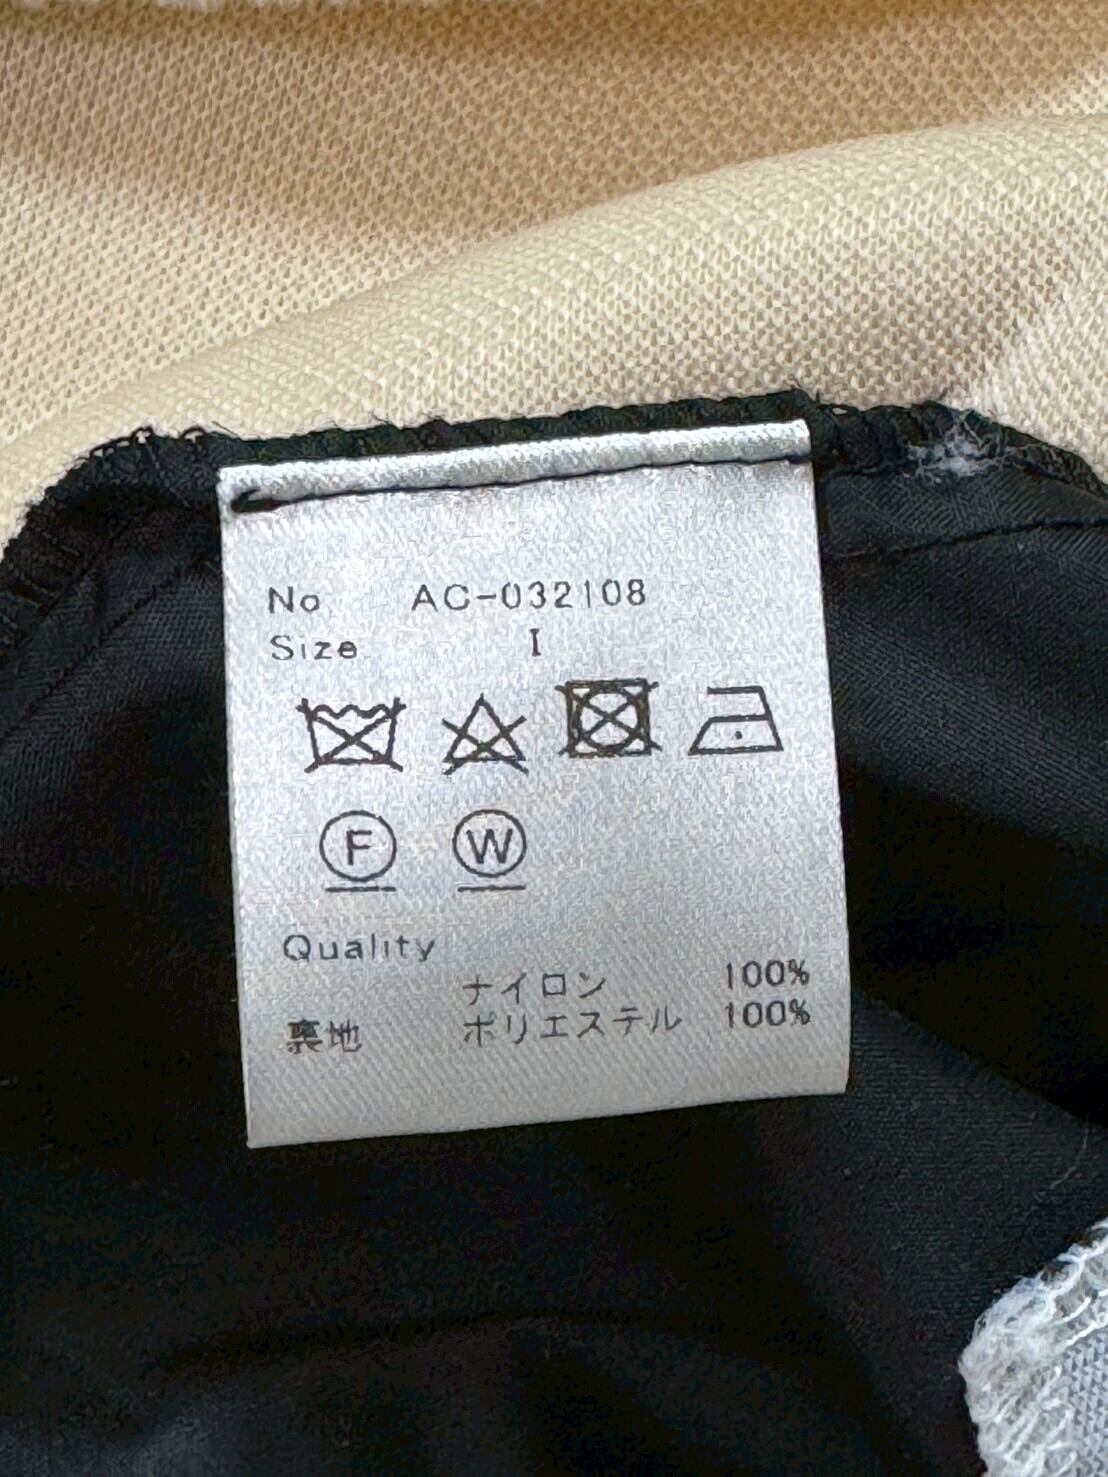 No AC-032108
Size I
F W
Quality
ナイロン 100%
裏地 ポリエステル 100%